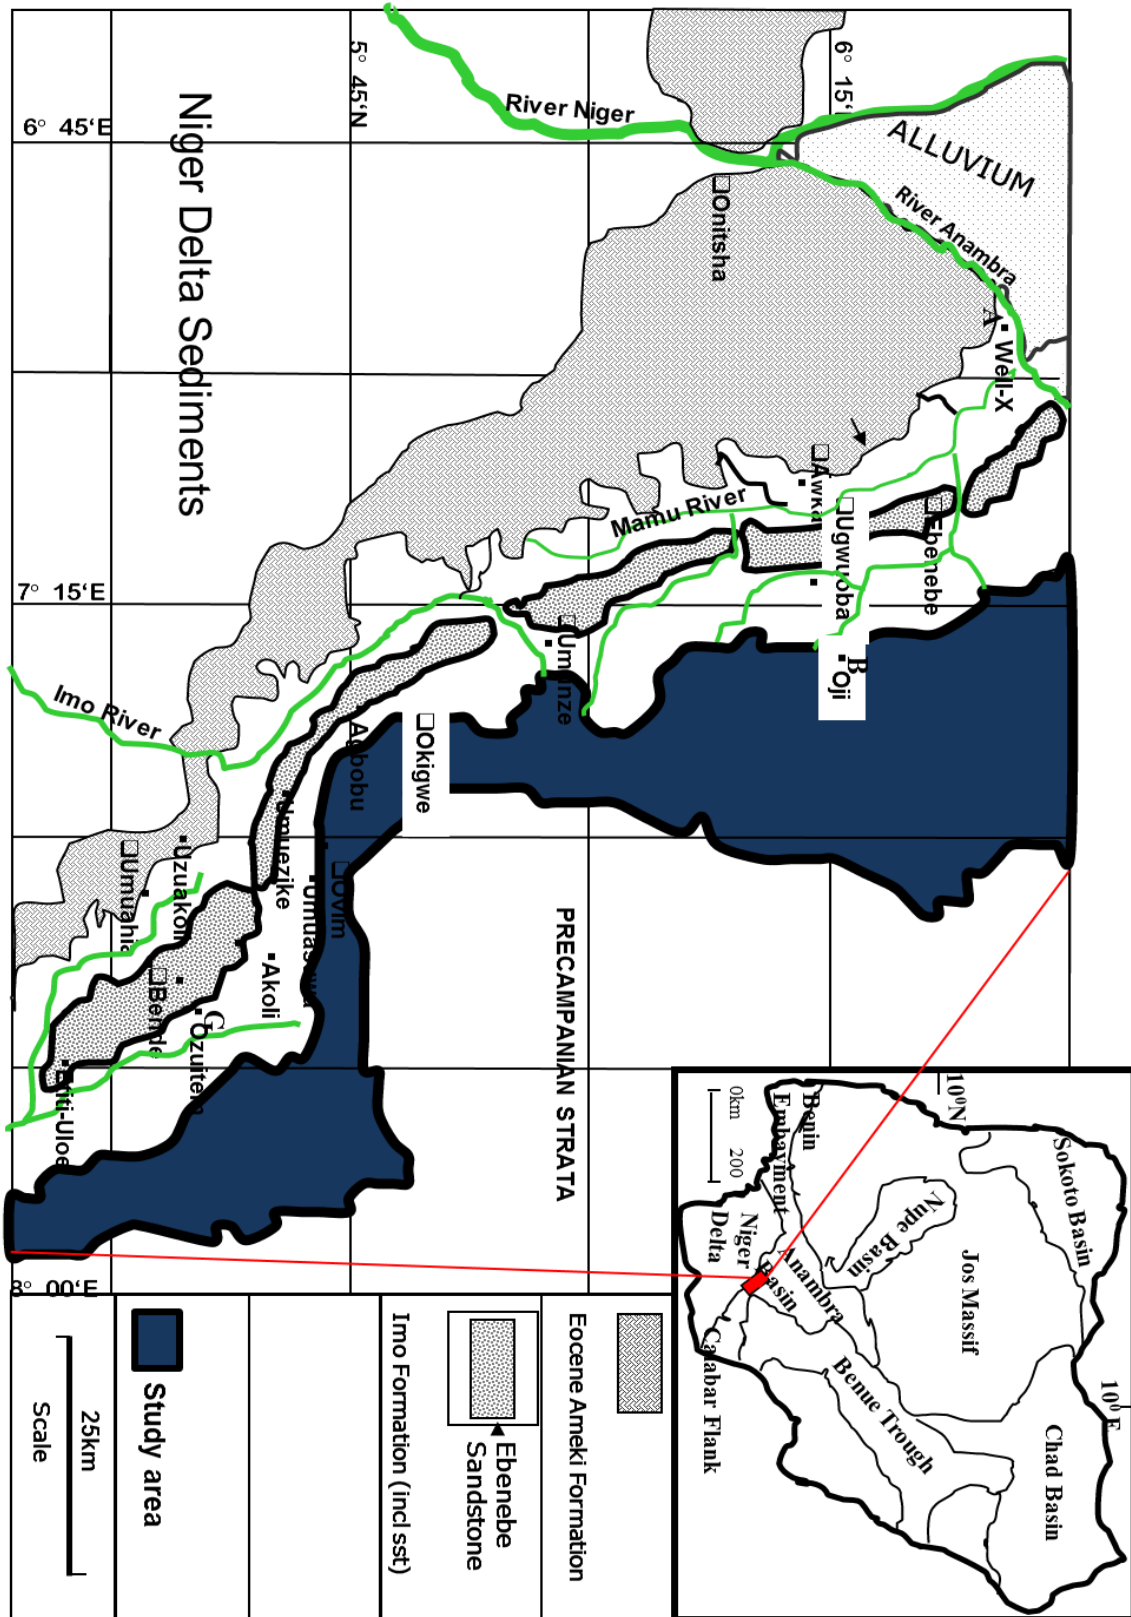 5° 45‘N
6° 15‘
6° 45‘E
7° 15‘E
8° 00‘E
River Niger
ALLUVIUM
River Anambra
Niger Delta Sediments
Onitsha
A
Well-X
Awka
Mamu River
Ugwuoba
Ebenebe
B
Oji
Umunze
Imo River
Agbobu
Okigwe
Umuezike
Ovim
Uzuakoli
Umuahia
Akoli
Bende
G
Ozuitem
PRECAMPANIAN STRATA
10⁰N
10⁰E
0km 200
Benin
Embayment
Sokoto Basin
Nupe Basin
Niger
Delta
Anambra
Basin
Jos Massif
Benue Trough
Calabar Flank
Chad Basin
Eocene Ameki Formation
Ebenebe
Sandstone
Imo Formation (incl sst)
Study area
25km
Scale